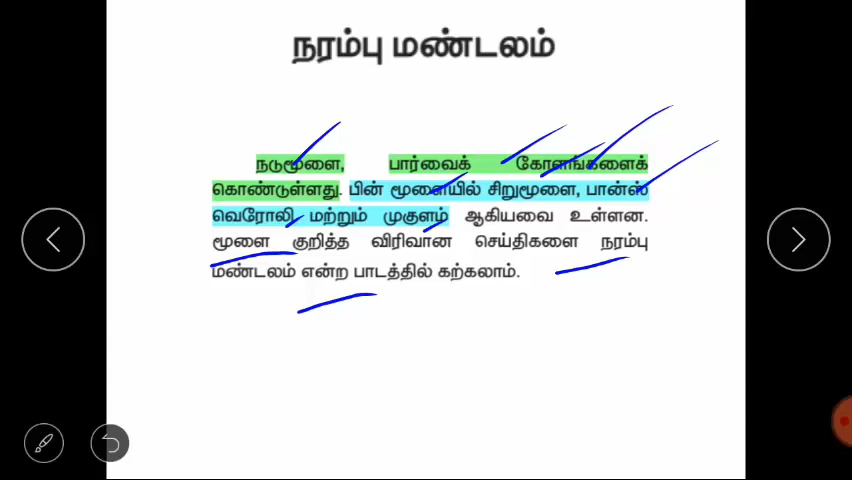 நரம்பு மண்டலம்
நடுமூளை, பார்வைக் கோளங்களைக்
கொண்டுள்ளது. பின் மூளையில் சிறுமூளை, பான்ஸ்
வெரோலி மற்றும் முகுளம் ஆகியவை உள்ளன.
மூளை குறித்த விரிவான செய்திகளை நரம்பு
மண்டலம் என்ற பாடத்தில் கற்கலாம்.